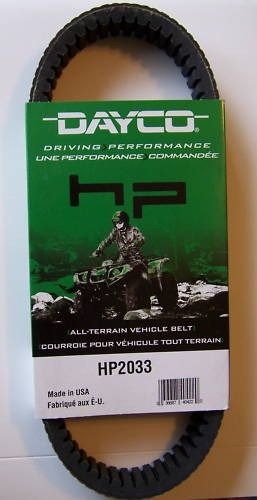 DAYCO®
DRIVING PERFORMANCE
UNE PERFORMANCE COMMANDÉE
hp
(ALL-TERRAIN VEHICLE BELT)
(COURROIE POUR VÉHICULE TOUT TERRAIN)
HP2033
Made in USA
Fabriqué aux É-U.